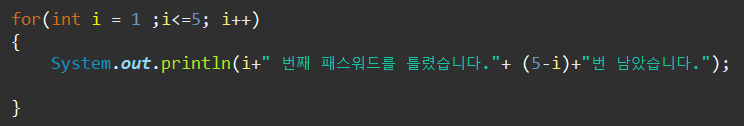 for(int i = 1 ;i<=5; i++)
{
    System.out.println(i+" 번째 패스워드를 틀렸습니다."+ (5-i)+"번 남았습니다.");
}